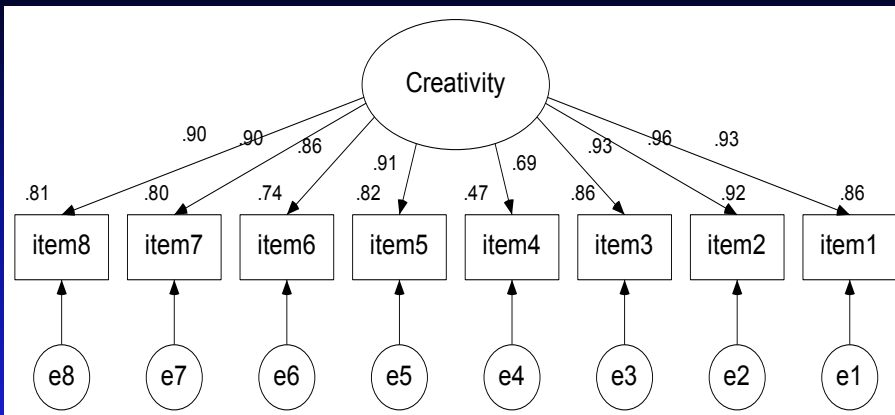 Creativity
.90 .90 .86 .91 .69 .93 .96 .93
.81 .80 .74 .82 .47 .86 .92 .86
item8 item7 item6 item5 item4 item3 item2 item1
e8 e7 e6 e5 e4 e3 e2 e1